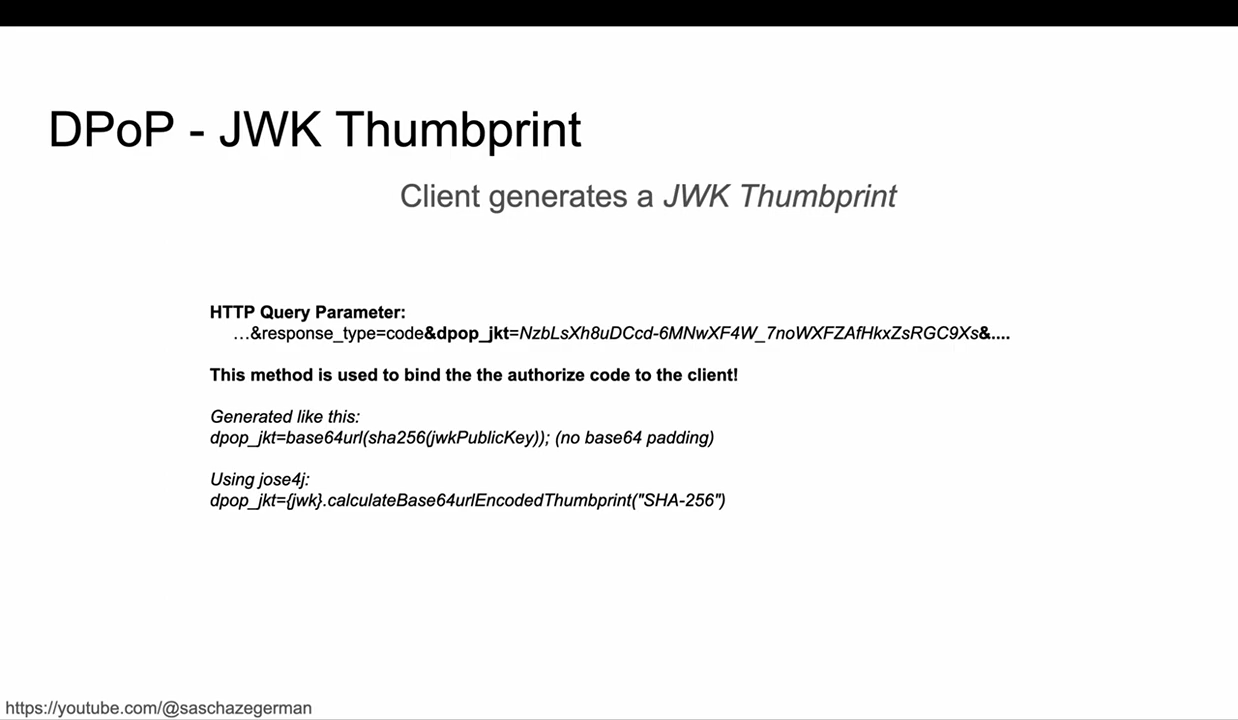 DPoP - JWK Thumbprint
Client generates a JWK Thumbprint
HTTP Query Parameter:
…&response_type=code&dpop_jkt=NzbLsXh8uDCcd-6MNwXF4W_7noWXFZAfHkxZsRGC9Xs&....
This method is used to bind the the authorize code to the client!
Generated like this:
dpop_jkt=base64url(sha256(jwkPublicKey)); (no base64 padding)
Using jose4j:
dpop_jkt={jwk}.calculateBase64urlEncodedThumbprint("SHA-256")
https://youtube.com/@saschazegerman